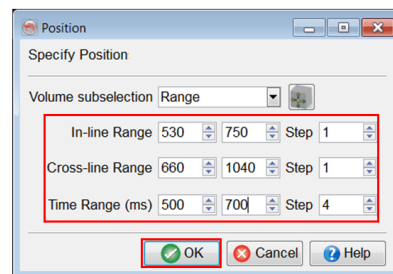 Position
Specify Position:
Volume subselection Range
In-line Range 530 750 Step 1
Cross-line Range 660 1040 Step 1
Time Range (ms) 500 700 Step 4
OK Cancel Help